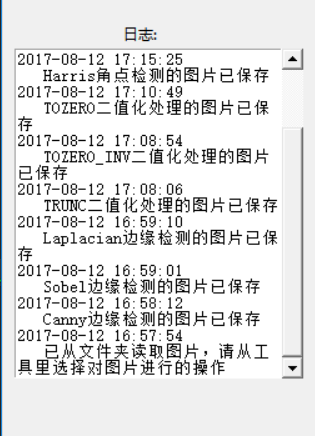 日志:
2017-08-12 17:15:25
Harris角点检测的图片已保存
2017-08-12 17:10:49
TOZERO二值化处理的图片已保
存
2017-08-12 17:08:54
TOZERO_INV二值化处理的图片
已保存
2017-08-12 17:08:06
TRUNC二值化处理的图片已保存
2017-08-12 16:59:10
Laplacian边缘检测的图片已保
存
2017-08-12 16:59:01
Sobel边缘检测的图片已保存
2017-08-12 16:58:12
Canny边缘检测的图片已保存
2017-08-12 16:57:54
已从文件夹读取图片，请从工
具里选择对图片进行的操作